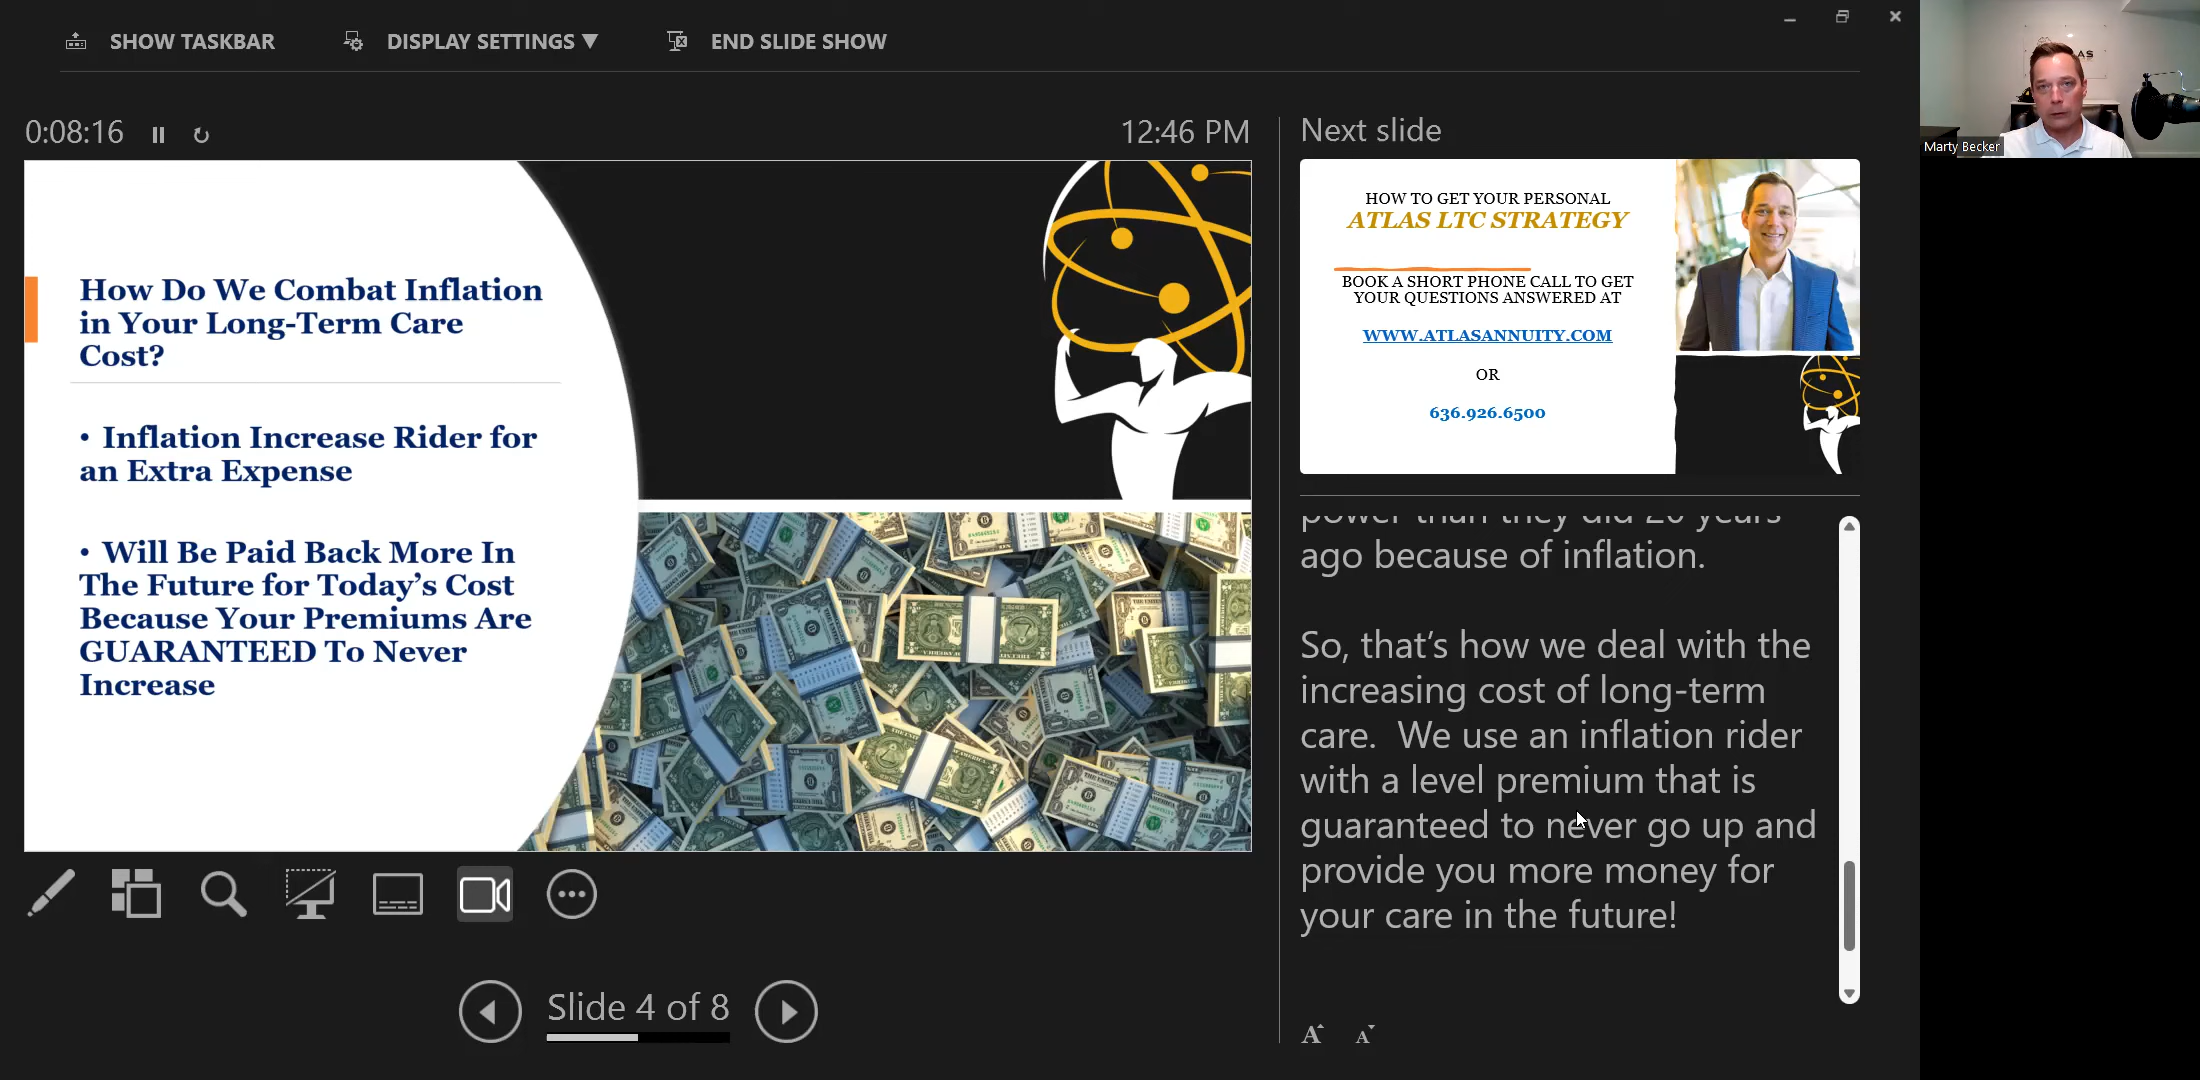 SHOW TASKBAR
DISPLAY SETTINGS
END SLIDE SHOW
0:08:16
12:46 PM
How Do We Combat Inflation
in Your Long-Term Care
Cost?
• Inflation Increase Rider for
an Extra Expense
• Will Be Paid Back More In
The Future for Today’s Cost
Because Your Premiums Are
GUARANTEED To Never
Increase
Slide 4 of 8
Next slide
HOW TO GET YOUR PERSONAL
ATLAS LTC STRATEGY
BOOK A SHORT PHONE CALL TO GET
YOUR QUESTIONS ANSWERED AT
WWW.ATLASANNUITY.COM
OR
636.926.6500
power than they did 20 years
ago because of inflation.
So, that’s how we deal with the
increasing cost of long-term
care.  We use an inflation rider
with a level premium that is
guaranteed to never go up and
provide you more money for
your care in the future!
A A
Marty Becker